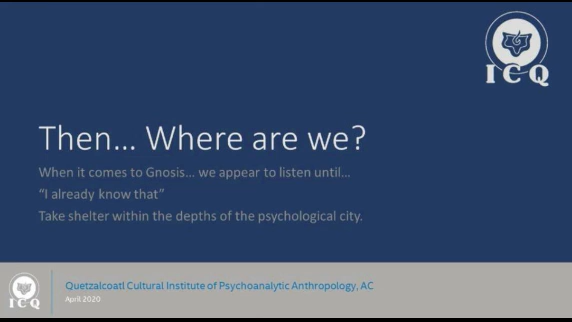 ICQ
Then... Where are we?
When it comes to Gnosis... we appear to listen until...
“I already know that”
Take shelter within the depths of the psychological city.
ICQ
Quetzalcoatl Cultural Institute of Psychoanalytic Anthropology, AC
April 2020